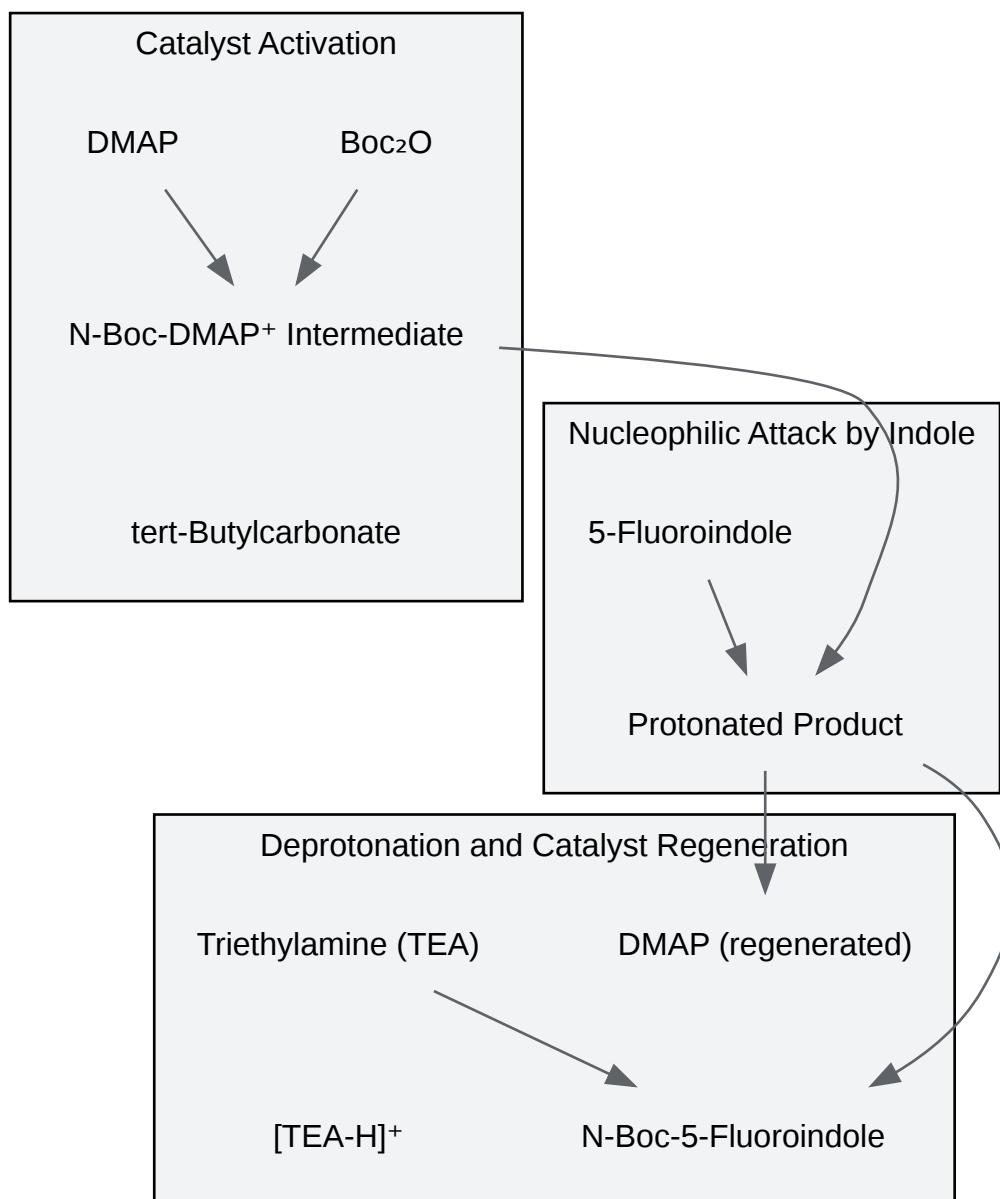 Catalyst Activation
DMAP
Boc₂O
N-Boc-DMAP⁺ Intermediate
tert-Butylcarbonate
Nucleophilic Attack by Indole
5-Fluoroindole
Protonated Product
Deprotonation and Catalyst Regeneration
Triethylamine (TEA)
DMAP (regenerated)
[TEA-H]⁺
N-Boc-5-Fluoroindole